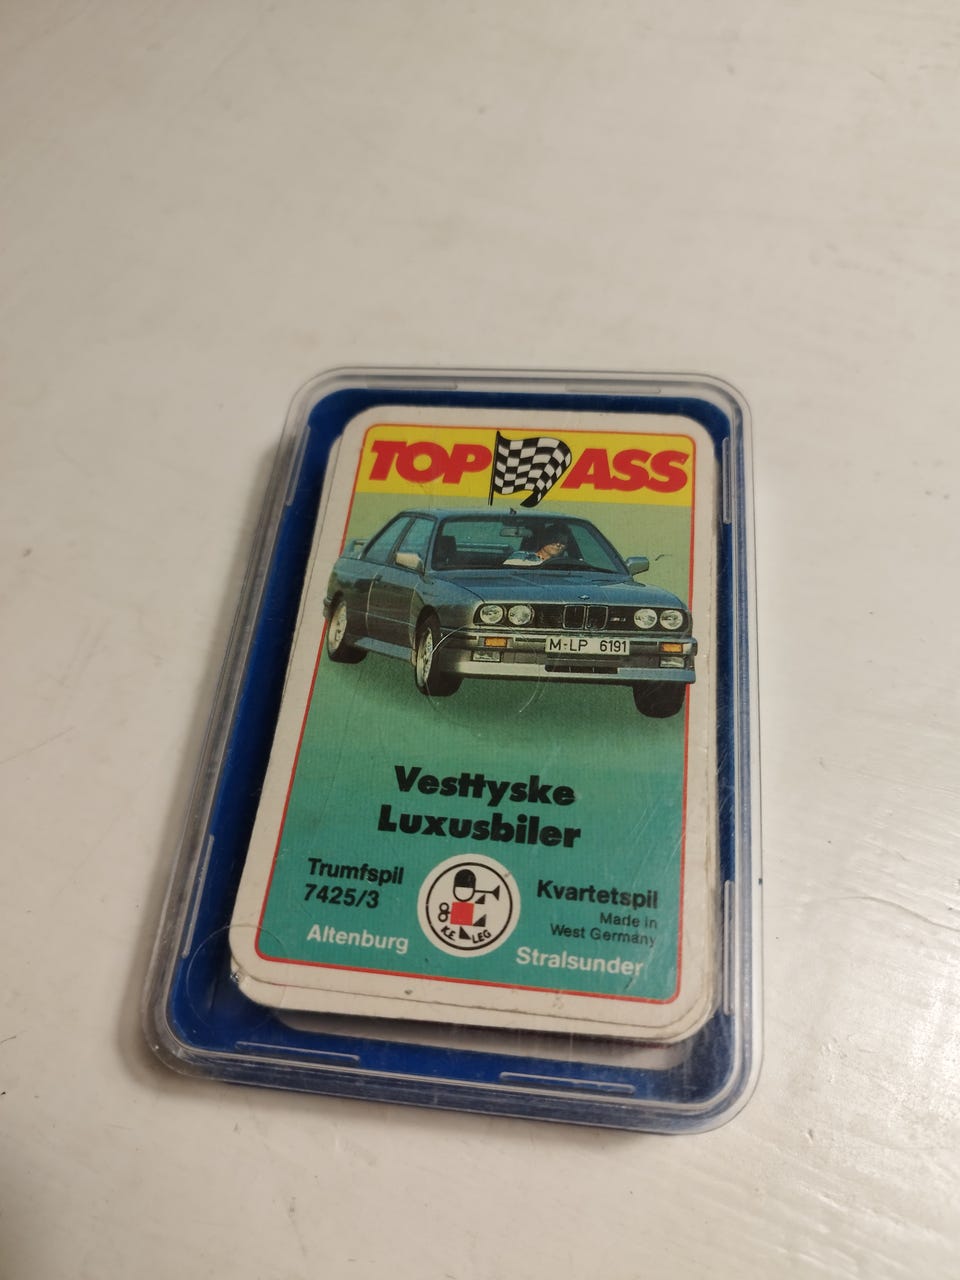 TOP ASS
M-LP 6191
Vesttyske
Luxusbiler
Trumfspil
7425/3
Kvartetspil
Made in
West Germany
K.E. LEG
Altenburg
Stralsunder